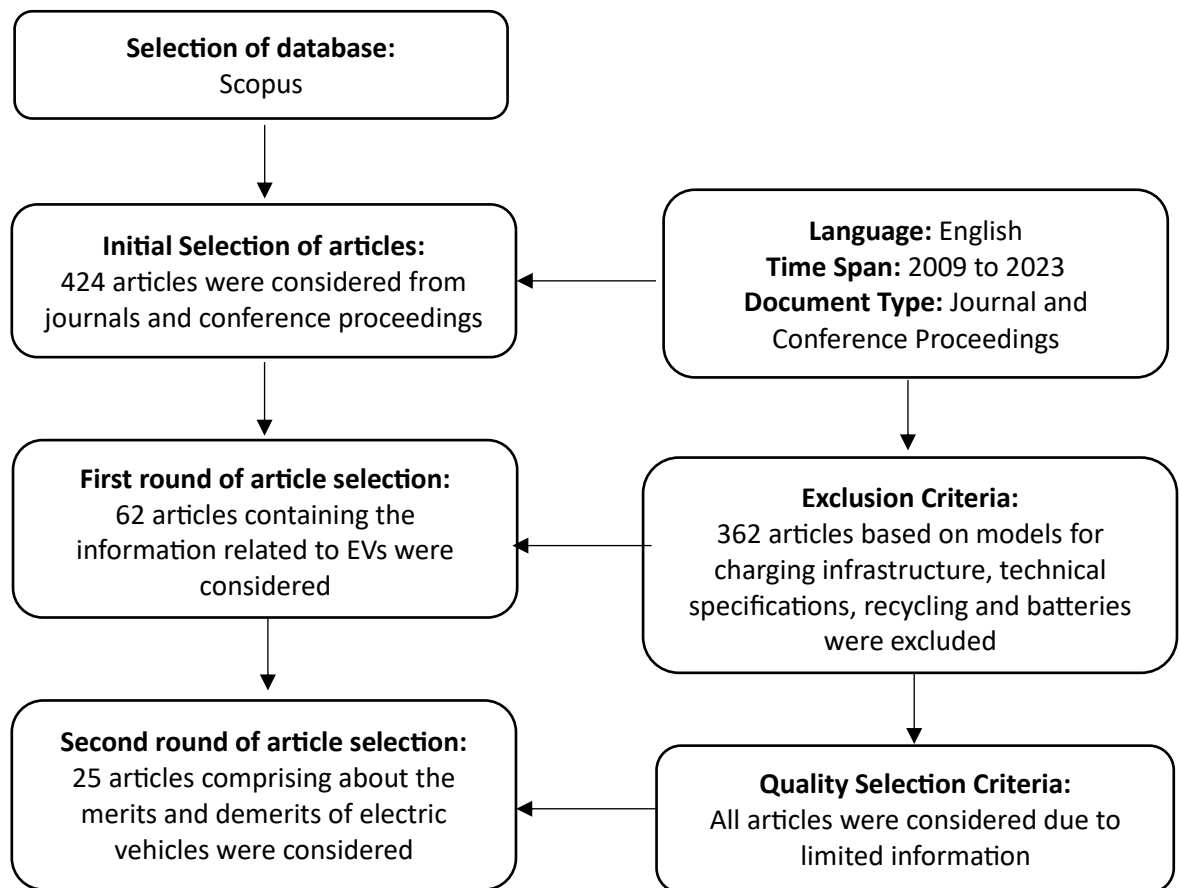 Selection of database:
Scopus
Initial Selection of articles:
424 articles were considered from
journals and conference proceedings
Language: English
Time Span: 2009 to 2023
Document Type: Journal and
Conference Proceedings
First round of article selection:
62 articles containing the
information related to EVs were
considered
Exclusion Criteria:
362 articles based on models for
charging infrastructure, technical
specifications, recycling and batteries
were excluded
Second round of article selection:
25 articles comprising about the
merits and demerits of electric
vehicles were considered
Quality Selection Criteria:
All articles were considered due to
limited information